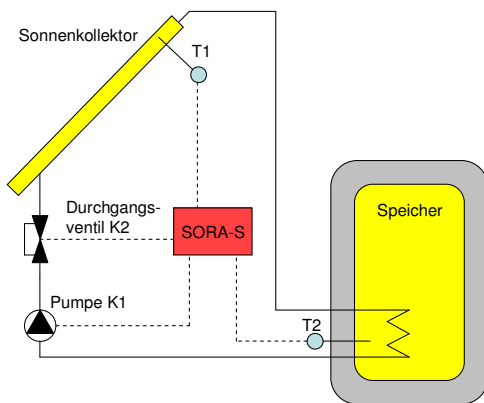 Sonnenkollektor
T1
Durchgangs-
ventil K2
SORA-S
Speicher
Pumpe K1
T2